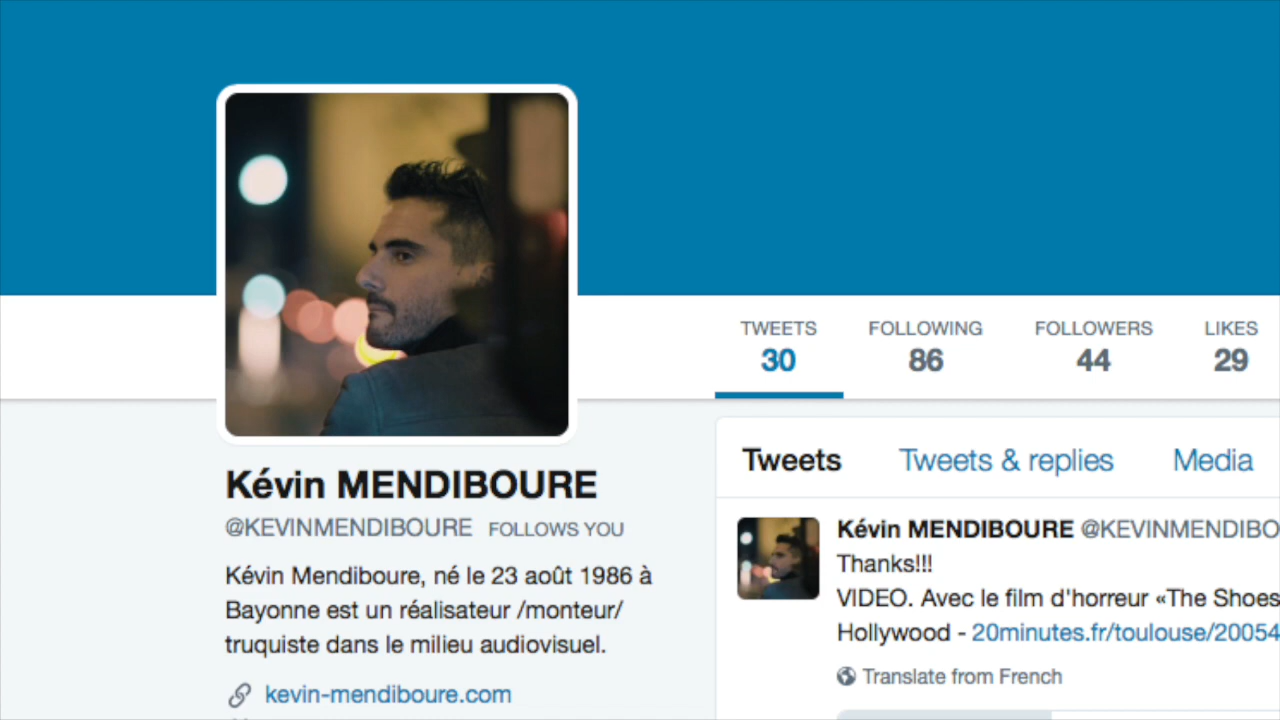 TWEETS FOLLOWING FOLLOWERS LIKES
30 86 44 29
Kévin MENDIBOURE
@KEVINMENDIBOURE FOLLOWS YOU
Kévin Mendiboure, né le 23 août 1986 à
Bayonne est un réalisateur /monteur/
truquiste dans le milieu audiovisuel.
kevin-mendiboure.com
Tweets Tweets & replies Media
Kévin MENDIBOURE @KEVINMENDIBO
Thanks!!!
VIDEO. Avec le film d'horreur «The Shoes
Hollywood - 20minutes.fr/toulouse/20054
Translate from French